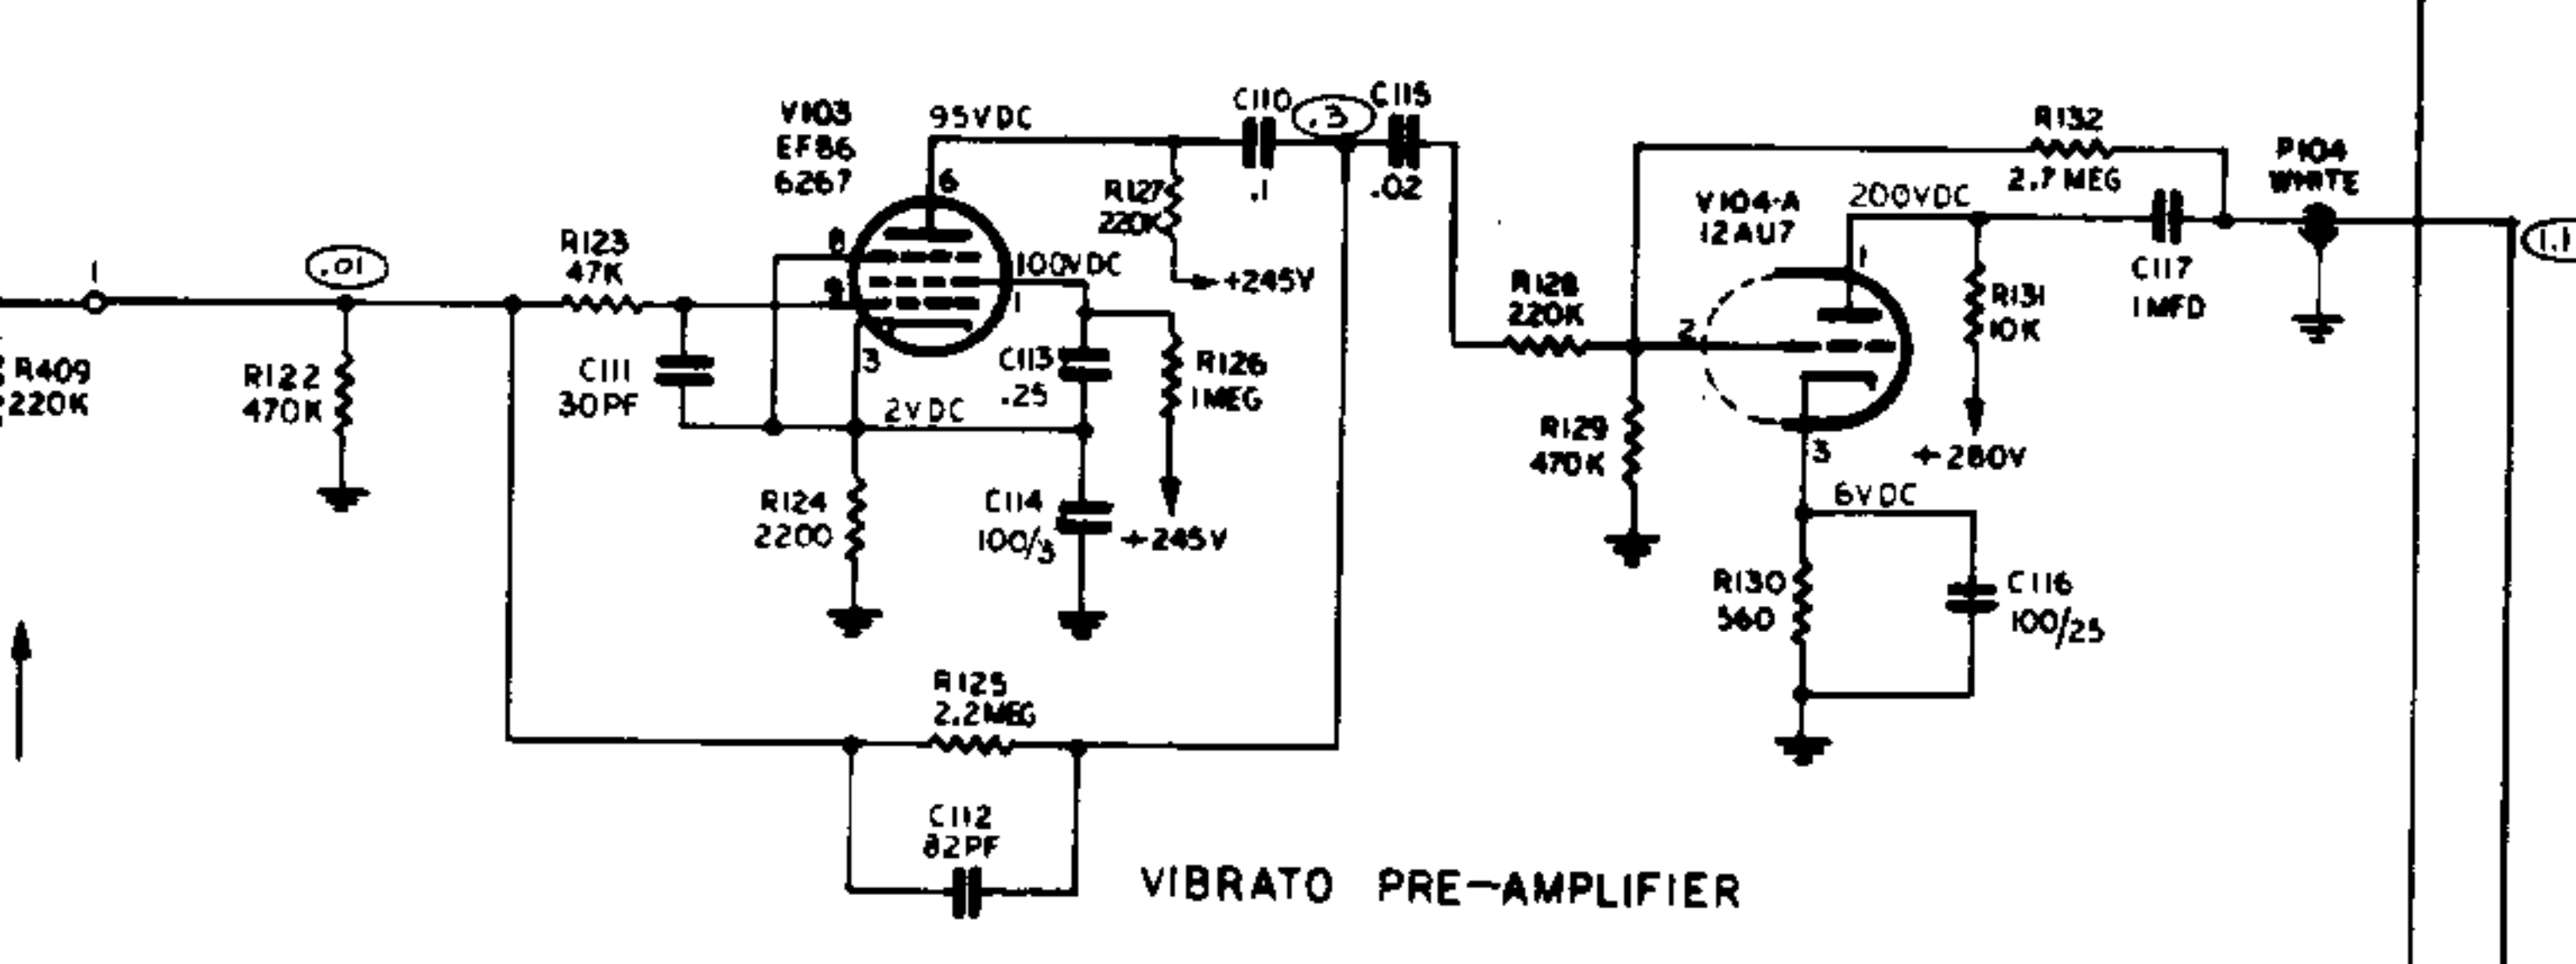 V103
EF86
6267
95VDC
6
C110
.1
.3
C115
.02
R127
220K
+245V
100VDC
1
8
9
3
R123
47K
.01
1
R409
220K
R122
470K
C111
30PF
2VDC
C113
.25
R126
1MEG
+245V
R124
2200
C114
100/3
R125
2.2MEG
C112
82PF
R132
2.7 MEG
P104
WHITE
V104-A
12AU7
200VDC
1
C117
1MFD
1.1
R128
220K
2
R131
10K
+280V
R129
470K
3
6VDC
R130
560
C116
100/25
VIBRATO PRE-AMPLIFIER